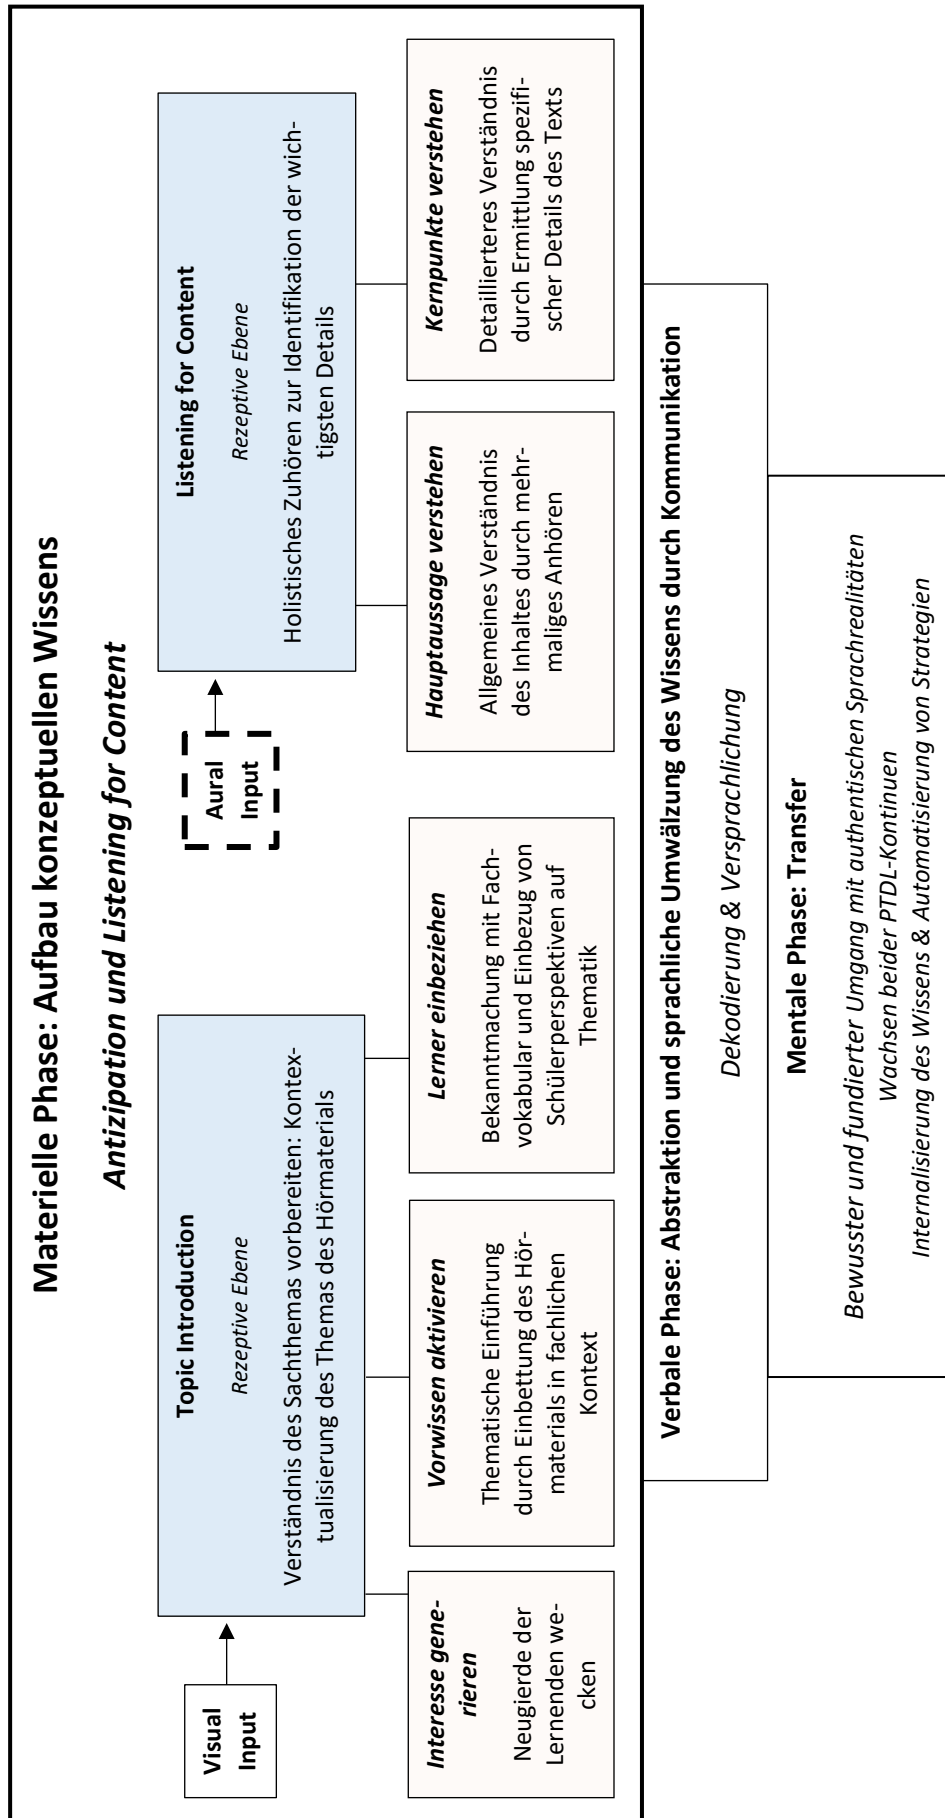 Materielle Phase: Aufbau konzeptuellen Wissens
Antizipation und Listening for Content
Visual
Input
Topic Introduction
Rezeptive Ebene
Verständnis des Sachthemas vorbereiten: Kontex-
tualisierung des Themas des Hörmaterials
Interesse gene-
rieren
Neugierde der
Lernenden we-
cken
Vorwissen aktivieren
Thematische Einführung
durch Einbettung des Hör-
materials in fachlichen
Kontext
Lerner einbeziehen
Bekanntmachung mit Fach-
vokabular und Einbezug von
Schülerperspektiven auf
Thematik
Aural
Input
Listening for Content
Rezeptive Ebene
Holistisches Zuhören zur Identifikation der wich-
tigsten Details
Hauptaussage verstehen
Allgemeines Verständnis
des Inhaltes durch mehr-
maliges Anhören
Kernpunkte verstehen
Detaillierteres Verständnis
durch Ermittlung spezifi-
scher Details des Texts
Verbale Phase: Abstraktion und sprachliche Umwälzung des Wissens durch Kommunikation
Dekodierung & Versprachlichung
Mentale Phase: Transfer
Bewusster und fundierter Umgang mit authentischen Sprachrealitäten
Wachsen beider PTDL-Kontinuen
Internalisierung des Wissens & Automatisierung von Strategien